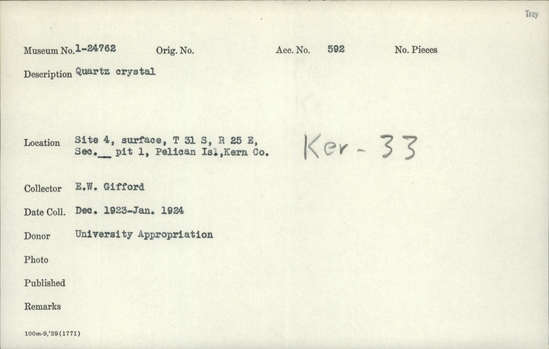 Tray
Museum No. 1-24762 Orig. No. Acc. No. 592 No. Pieces
Description Quartz crystal
Location Site 4, surface, T 31 S, R 25 E,
Sec.__ pit 1, Pelican Isl,Kern Co.
Ker-33
Collector E.W. Gifford
Date Coll. Dec. 1923-Jan. 1924
Donor University Appropriation
Photo
Published
Remarks
100m-9,'39(1771)